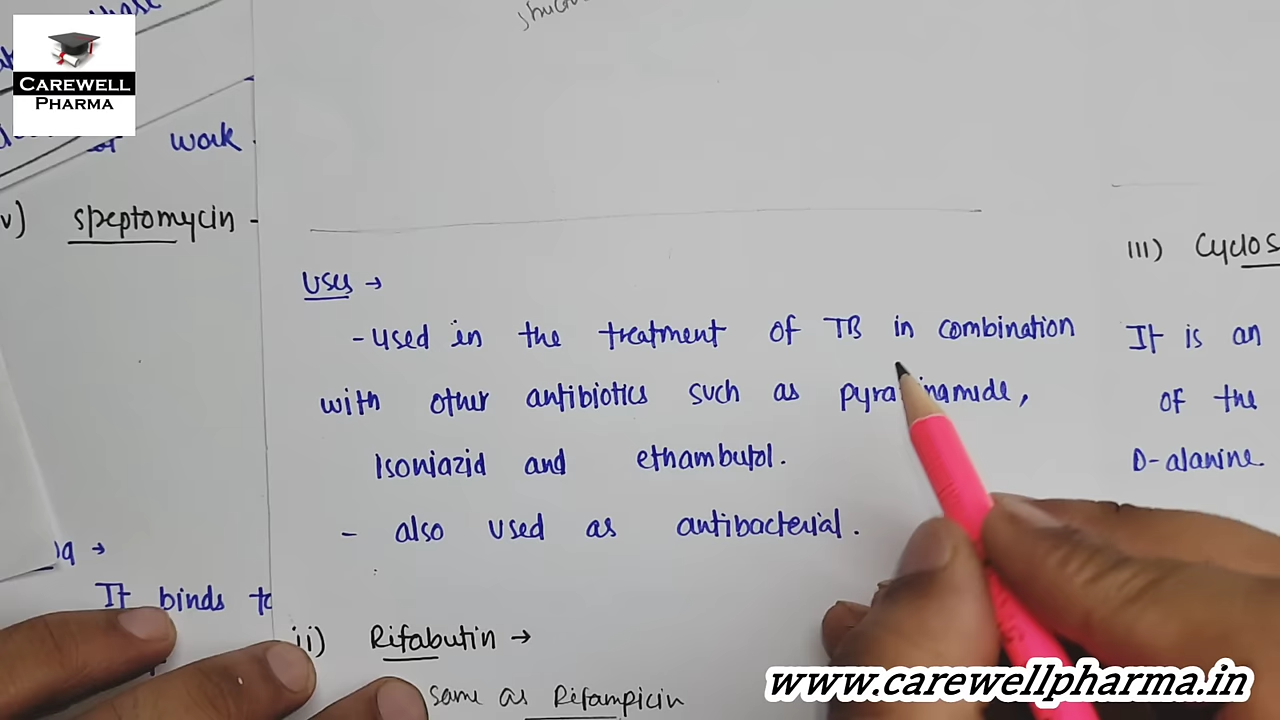 CAREWELL
PHARMA
work
v) speptomycin -
It binds to
Uses →
- used in the treatment of TB in combination
with other antibiotics such as pyrazinamide,
Isoniazid and ethambutol.
- also used as antibacterial.
ii) Rifabutin →
same as Rifampicin
iii) Cyclos
It is an
of the
D-alanine.
www.carewellpharma.in